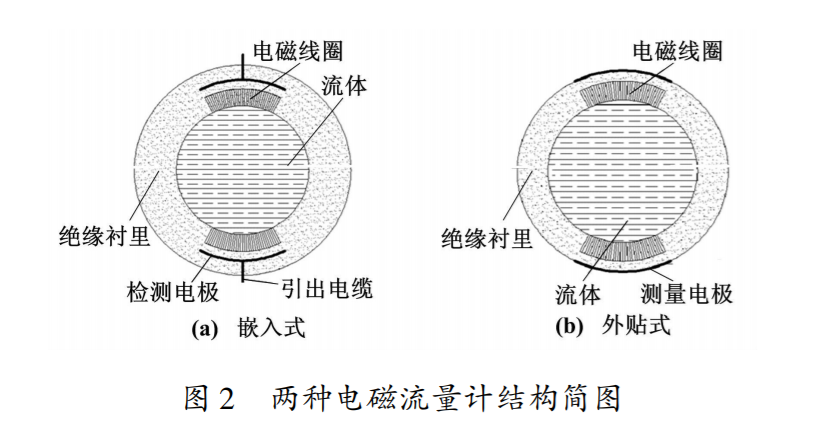 电磁线圈
流体
绝缘衬里
检测电极
引出电缆
(a) 嵌入式
电磁线圈
绝缘衬里
流体
测量电极
(b) 外贴式
图 2 两种电磁流量计结构简图